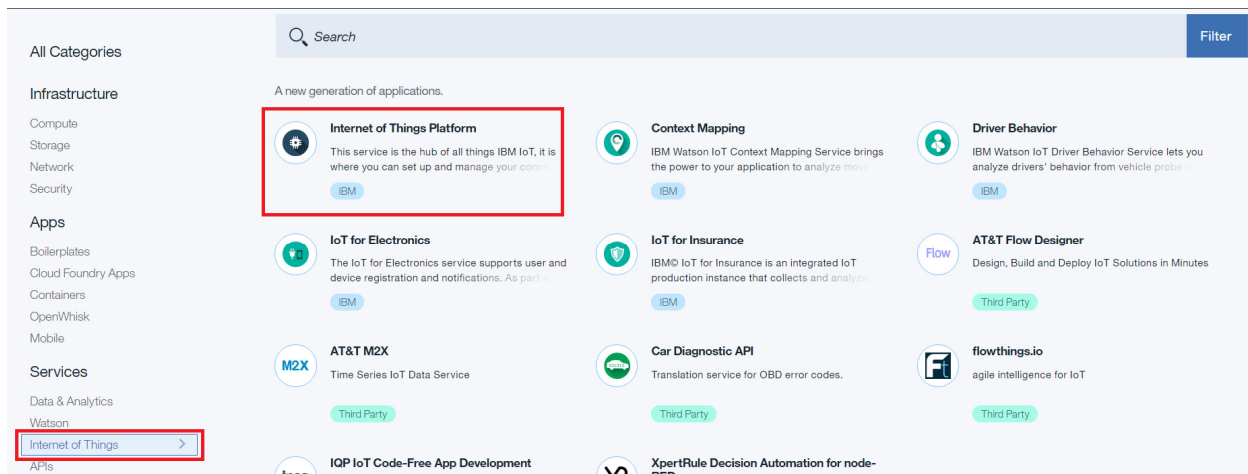 All Categories
Infrastructure
Compute
Storage
Network
Security
Apps
Boilerplates
Cloud Foundry Apps
Containers
OpenWhisk
Mobile
Services
Data & Analytics
Watson
Internet of Things
APIs
Search
Filter
A new generation of applications.
Internet of Things Platform
This service is the hub of all things IBM IoT, it is
where you can set up and manage your conne
IBM
Context Mapping
IBM Watson IoT Context Mapping Service brings
the power to your application to analyze mov
IBM
Driver Behavior
IBM Watson IoT Driver Behavior Service lets you
analyze drivers' behavior from vehicle probe a
IBM
IoT for Electronics
The IoT for Electronics service supports user and
device registration and notifications. As part o
IBM
IoT for Insurance
IBM© IoT for Insurance is an integrated IoT
production instance that collects and analyze
IBM
Flow
AT&T Flow Designer
Design, Build and Deploy IoT Solutions in Minutes
Third Party
M2X
AT&T M2X
Time Series IoT Data Service
Third Party
Car Diagnostic API
Translation service for OBD error codes.
Third Party
Ft
flowthings.io
agile intelligence for IoT
Third Party
IQP IoT Code-Free App Development
XpertRule Decision Automation for node-